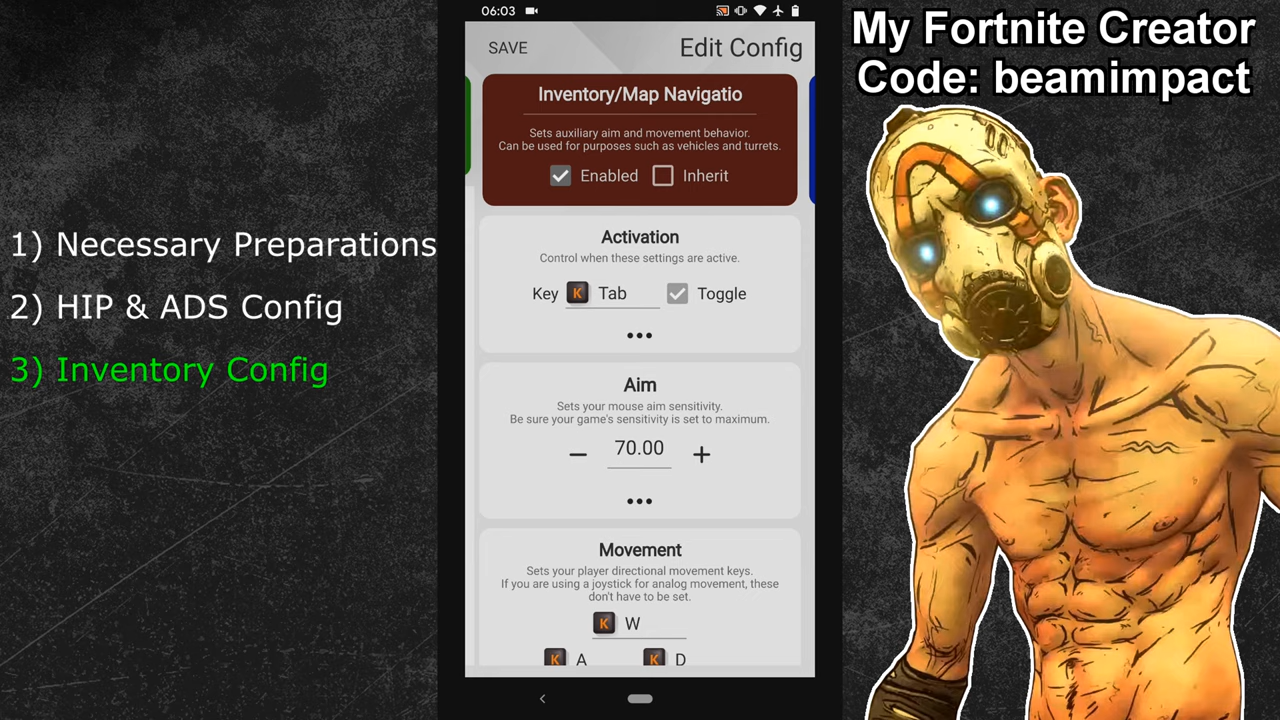 1) Necessary Preparations
2) HIP & ADS Config
3) Inventory Config
06:03
SAVE
Edit Config
Inventory/Map Navigatio
Sets auxiliary aim and movement behavior.
Can be used for purposes such as vehicles and turrets.
Enabled Inherit
Activation
Control when these settings are active.
Key K Tab Toggle
Aim
Sets your mouse aim sensitivity.
Be sure your game's sensitivity is set to maximum.
− 70.00 +
Movement
Sets your player directional movement keys.
If you are using a joystick for analog movement, these
don't have to be set.
K W
K A K D
My Fortnite Creator
Code: beamimpact